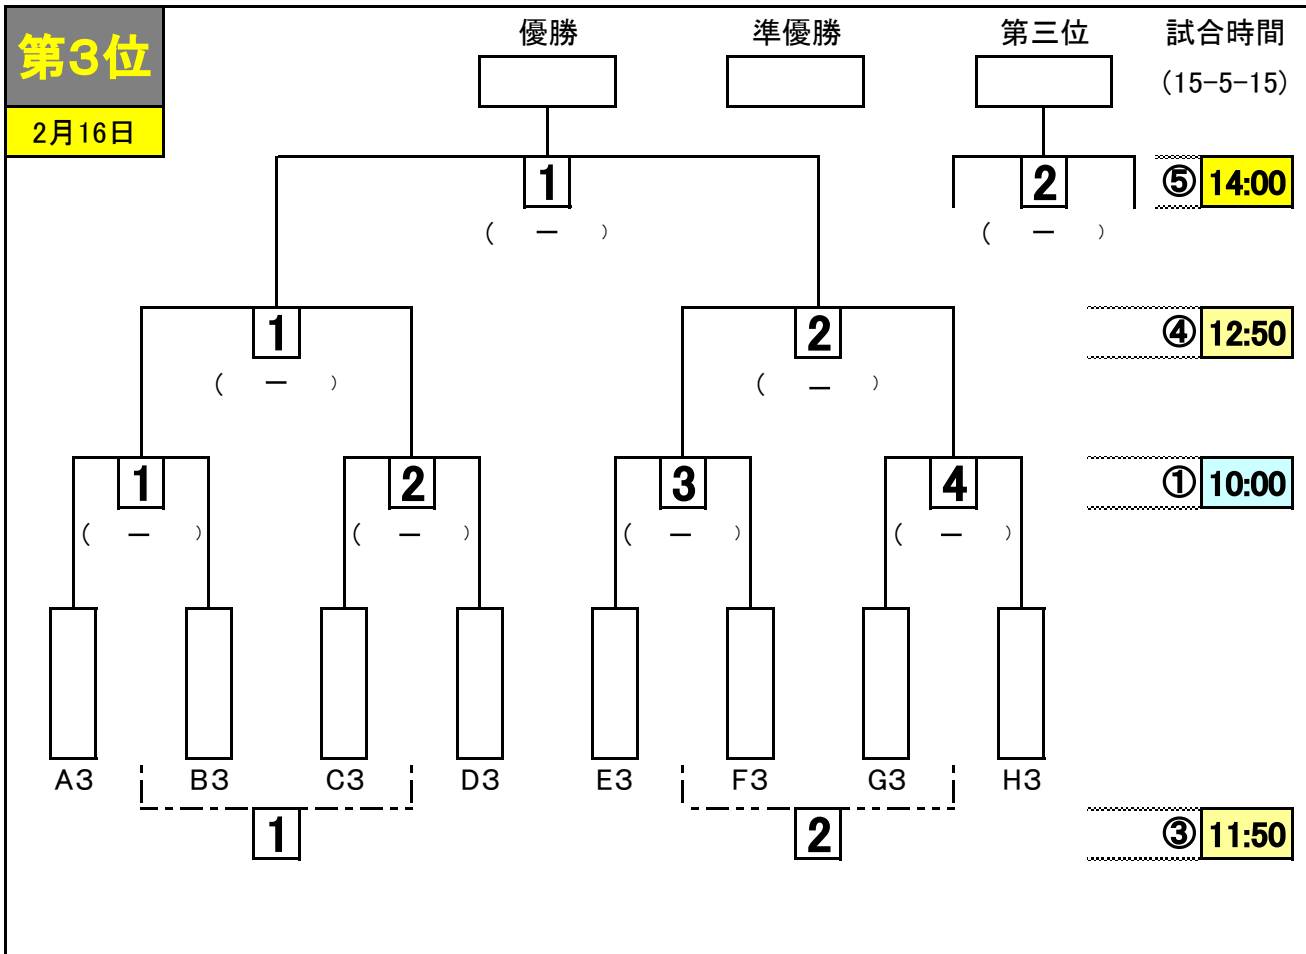 第3位
優勝
準優勝
第三位
試合時間
(15-5-15)
2月16日
1
2
⑤ 14:00
( ー )
( ー )
1
2
④ 12:50
( ー )
( ー )
1
2
3
4
① 10:00
( ー )
( ー )
( ー )
( ー )
A3
B3
C3
D3
E3
F3
G3
H3
1
2
③ 11:50